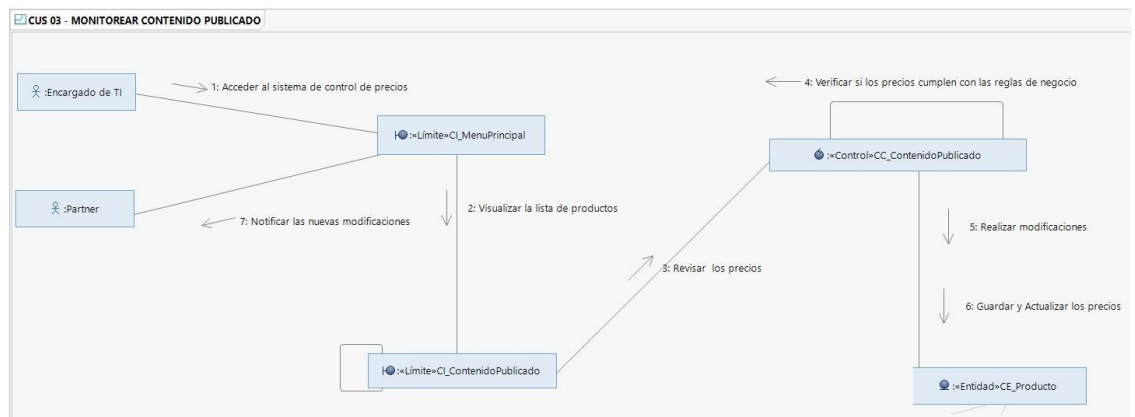 CUS 03 - MONITOREAR CONTENIDO PUBLICADO
:Encargado de TI
1: Acceder al sistema de control de precios
4: Verificar si los precios cumplen con las reglas de negocio
:«Límite»CI_MenuPrincipal
:«Control»CC_ContenidoPublicado
:Partner
2: Visualizar la lista de productos
7: Notificar las nuevas modificaciones
5: Realizar modificaciones
3: Revisar los precios
6: Guardar y Actualizar los precios
:«Límite»CI_ContenidoPublicado
:«Entidad»CE_Producto